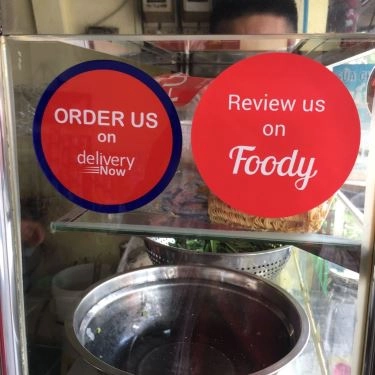 ORDER US
on
delivery
Now
Review us
on
Foody